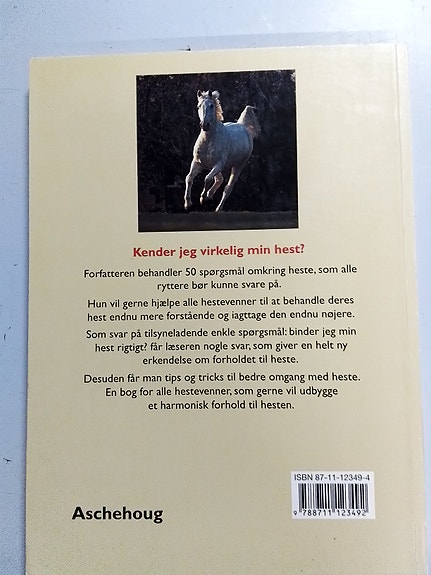 Kender jeg virkelig min hest?
Forfatteren behandler 50 spørgsmål omkring heste, som alle
ryttere bør kunne svare på.
Hun vil gerne hjælpe alle hestevenner til at behandle deres
hest endnu mere forstående og iagttage den endnu nøjere.
Som svar på tilsyneladende enkle spørgsmål: binder jeg min
hest rigtigt? får læseren nogle svar, som giver en helt ny
erkendelse om forholdet til heste.
Desuden får man tips og tricks til bedre omgang med heste.
En bog for alle hestevenner, som gerne vil udbygge
et harmonisk forhold til hesten.
ISBN 87-11-12349-4
9 788711 123492
Aschehoug